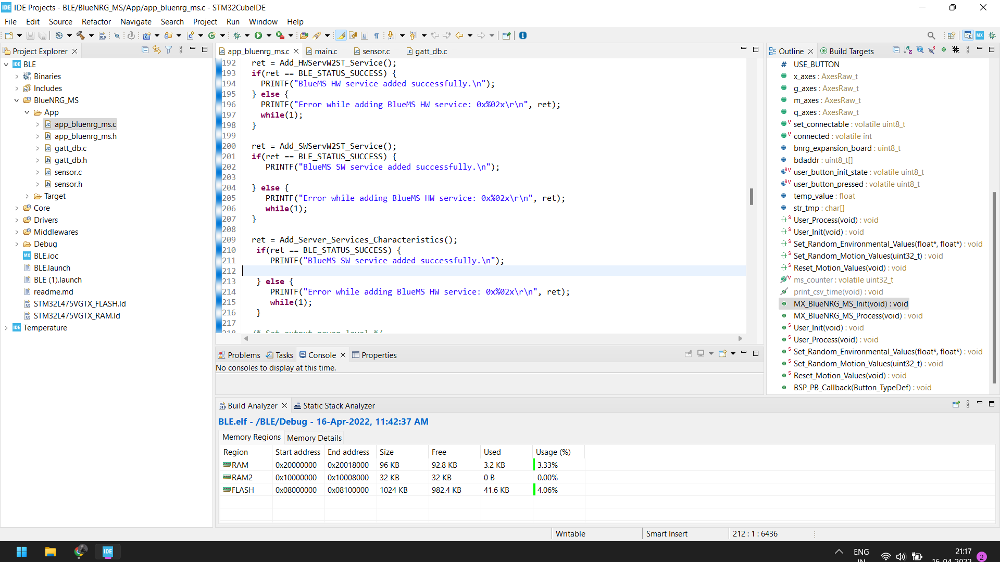 IDE Projects - BLE/BlueNRG_MS/App/app_bluenrg_ms.c - STM32CubeIDE
File Edit Source Refactor Navigate Search Project Run Window Help
Project Explorer
BLE
Binaries
Includes
BlueNRG_MS
App
app_bluenrg_ms.c
app_bluenrg_ms.h
gatt_db.c
gatt_db.h
sensor.c
sensor.h
Target
Core
Drivers
Middlewares
Debug
BLE.ioc
BLE.launch
BLE (1).launch
readme.md
STM32L475VGTX_FLASH.ld
STM32L475VGTX_RAM.ld
Temperature
app_bluenrg_ms.c main.c sensor.c gatt_db.c
192 ret = Add_HWServW2ST_Service();
193 if(ret == BLE_STATUS_SUCCESS) {
194 PRINTF("BlueMS HW service added successfully.\n");
195 } else {
196 PRINTF("Error while adding BlueMS HW service: 0x%02x\r\n", ret);
197 while(1);
198 }
199
200 ret = Add_SWServW2ST_Service();
201 if(ret == BLE_STATUS_SUCCESS) {
202 PRINTF("BlueMS SW service added successfully.\n");
203
204 } else {
205 PRINTF("Error while adding BlueMS HW service: 0x%02x\r\n", ret);
206 while(1);
207 }
208
209 ret = Add_Server_Services_Characteristics();
210 if(ret == BLE_STATUS_SUCCESS) {
211 PRINTF("BlueMS SW service added successfully.\n");
212
213 } else {
214 PRINTF("Error while adding BlueMS HW service: 0x%02x\r\n", ret);
215 while(1);
216 }
217
218 /* Set output power level */
Outline Build Targets
# USE_BUTTON
x_axes : AxesRaw_t
g_axes : AxesRaw_t
m_axes : AxesRaw_t
q_axes : AxesRaw_t
set_connectable : volatile uint8_t
connected : volatile int
bnrg_expansion_board : uint8_t
bdaddr : uint8_t[]
user_button_init_state : volatile uint8_t
user_button_pressed : volatile uint8_t
temp_value : float
str_tmp : char[]
User_Process(void) : void
User_Init(void) : void
Set_Random_Environmental_Values(float*, float*) : void
Set_Random_Motion_Values(uint32_t) : void
Reset_Motion_Values(void) : void
ms_counter : volatile uint32_t
print_csv_time(void) : void
MX_BlueNRG_MS_Init(void) : void
MX_BlueNRG_MS_Process(void) : void
User_Init(void) : void
User_Process(void) : void
Set_Random_Environmental_Values(float*, float*) : void
Set_Random_Motion_Values(uint32_t) : void
Reset_Motion_Values(void) : void
BSP_PB_Callback(Button_TypeDef) : void
Problems Tasks Console Properties
No consoles to display at this time.
Build Analyzer Static Stack Analyzer
BLE.elf - /BLE/Debug - 16-Apr-2022, 11:42:37 AM
Memory Regions Memory Details
Region Start address End address Size Free Used Usage (%)
RAM 0x20000000 0x20018000 96 KB 92.8 KB 3.2 KB 3.33%
RAM2 0x10000000 0x10008000 32 KB 32 KB 0 B 0.00%
FLASH 0x08000000 0x08100000 1024 KB 982.4 KB 41.6 KB 4.06%
Writable Smart Insert 212 : 1 : 6436
IDE
ENG
IN
21:17
16-04-2022
2